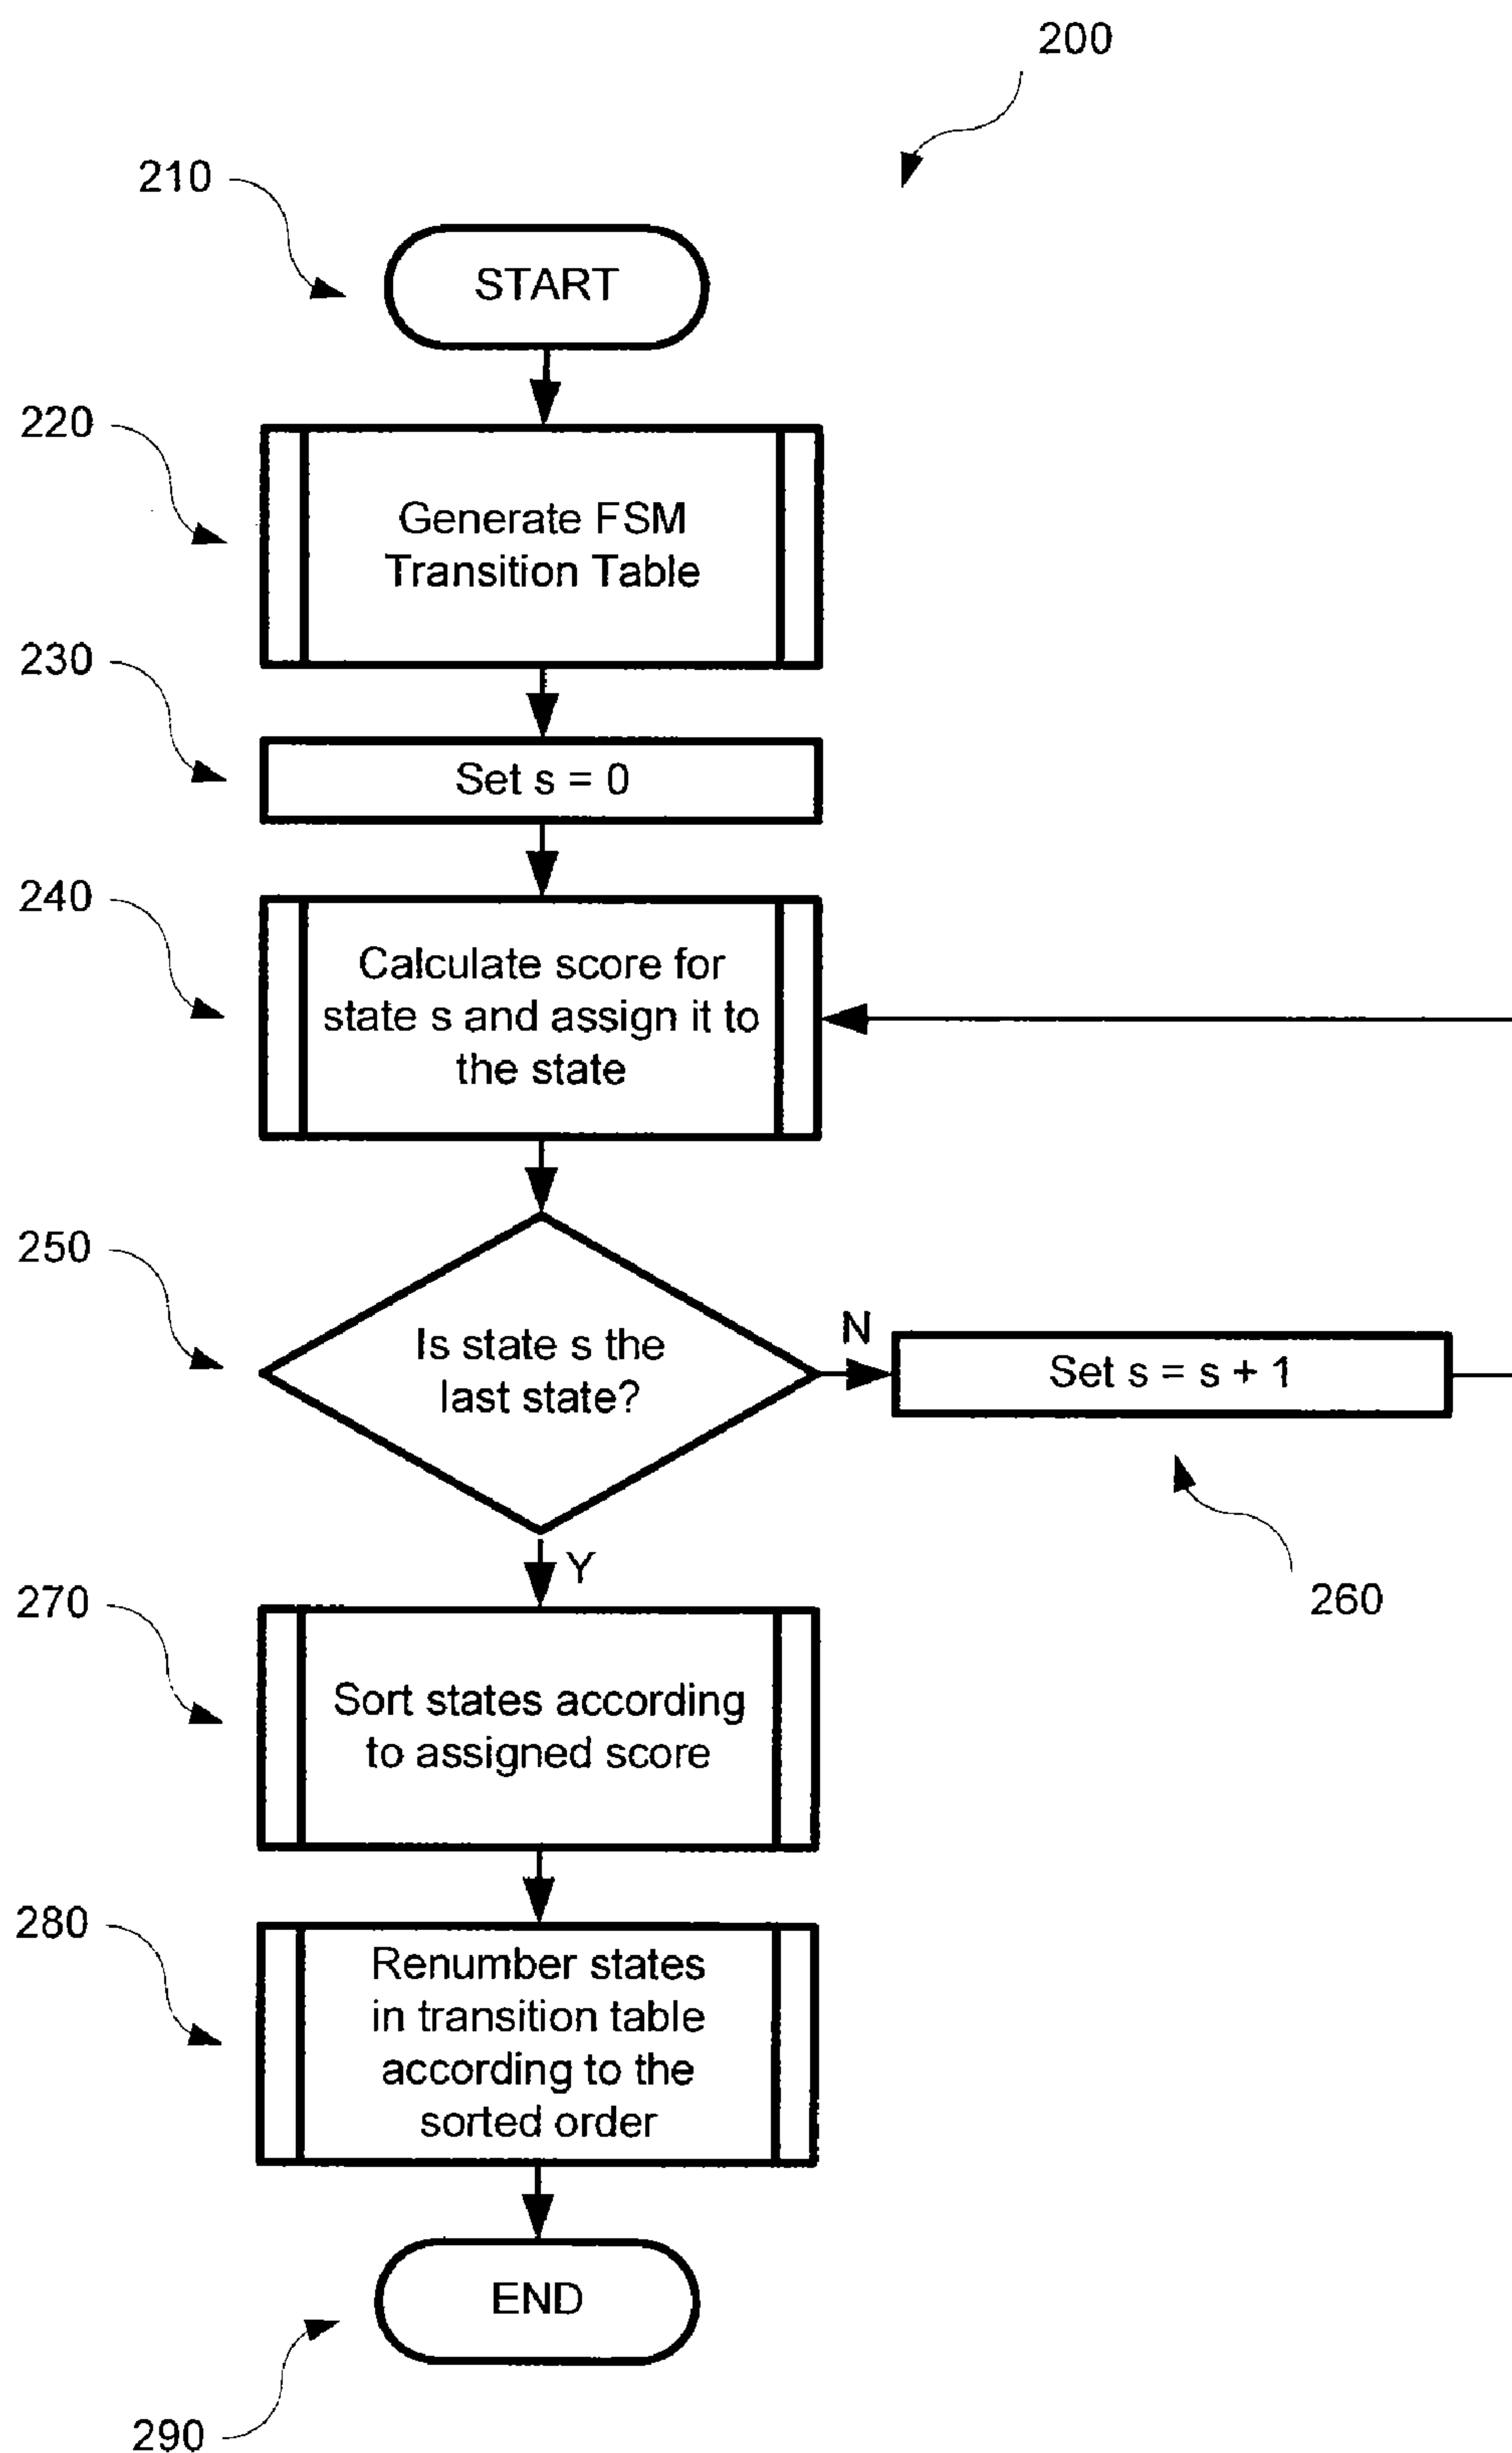 200
210
START
220
Generate FSM
Transition Table
230
Set s = 0
240
Calculate score for
state s and assign it to
the state
250
Is state s the
last state?
N
Set s = s + 1
260
Y
270
Sort states according
to assigned score
280
Renumber states
in transition table
according to the
sorted order
END
290